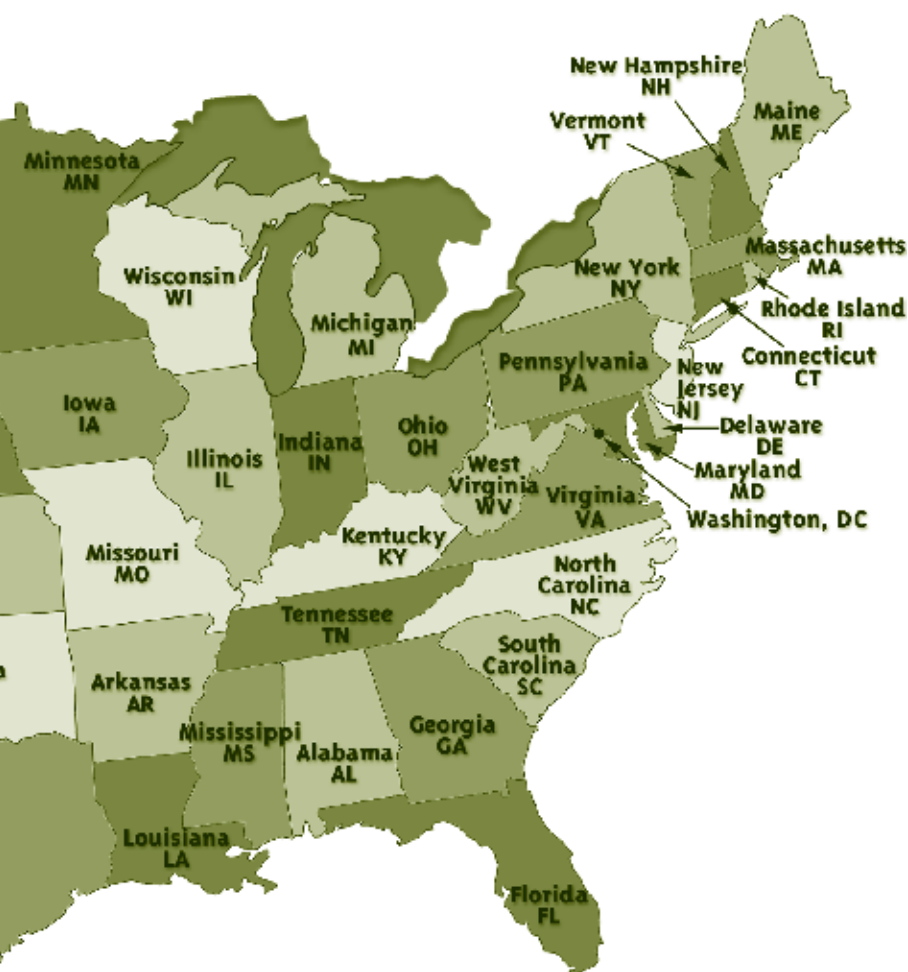 New Hampshire
NH
Vermont
VT
Maine
ME
Minnesota
MN
Massachusetts
MA
Wisconsin
WI
New York
NY
Rhode Island
RI
Michigan
MI
Connecticut
CT
Pennsylvania
PA
New
Jersey
NJ
Iowa
IA
Ohio
OH
Delaware
DE
Indiana
IN
Illinois
IL
West
Virginia
WV
Maryland
MD
Virginia
VA
Washington, DC
Kentucky
KY
Missouri
MO
North
Carolina
NC
Tennessee
TN
South
Carolina
SC
a
Arkansas
AR
Mississippi
MS
Georgia
GA
Alabama
AL
Louisiana
LA
Florida
FL